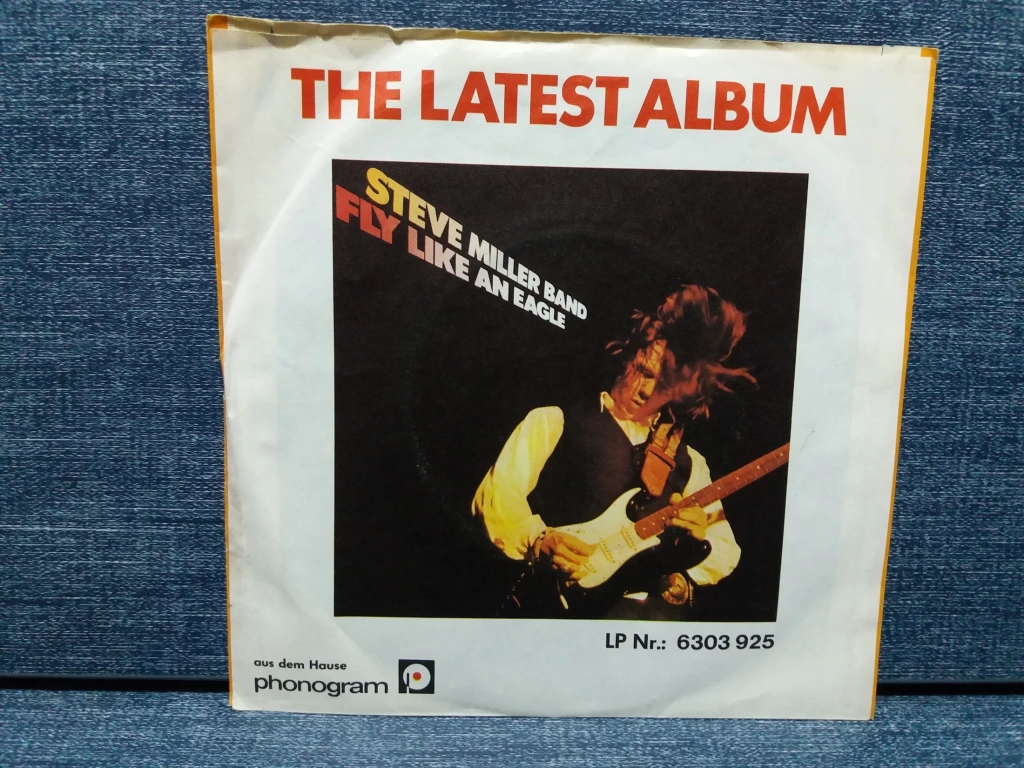 THE LATEST ALBUM
STEVE MILLER BAND
FLY LIKE AN EAGLE
LP Nr.: 6303 925
aus dem Hause
phonogram